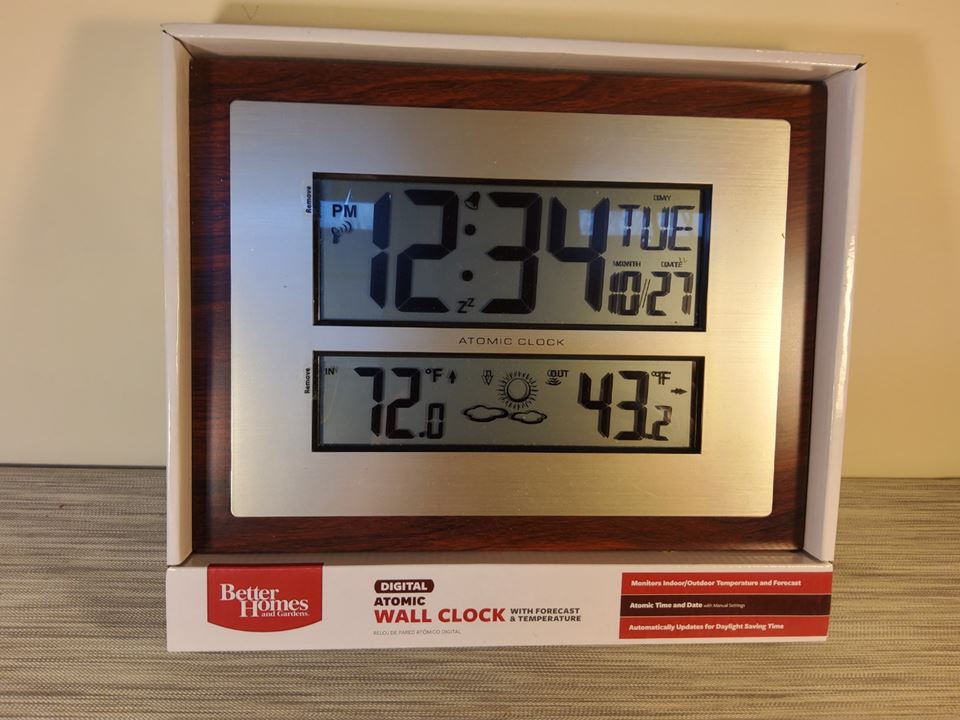 Remove
PM
12:34
DAY
TUE
MONTH DATE
10/27
zZ
ATOMIC CLOCK
Remove
IN
72.0 °F
OUT
43.2 °F
Better
Homes
and Gardens
DIGITAL
ATOMIC
WALL CLOCK WITH FORECAST
& TEMPERATURE
RELOJ DE PARED ATÓMICO DIGITAL
Monitors Indoor/Outdoor Temperature and Forecast
Atomic Time and Date with Manual Settings
Automatically Updates for Daylight Saving Time